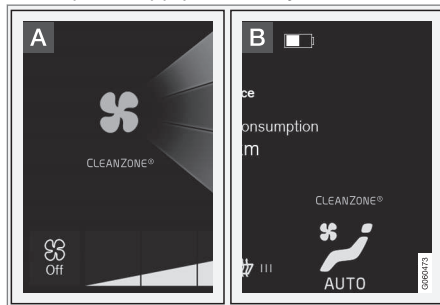 A
CLEANZONE®
Off
B
ce
onsumption
m
CLEANZONE®
AUTO
G060473